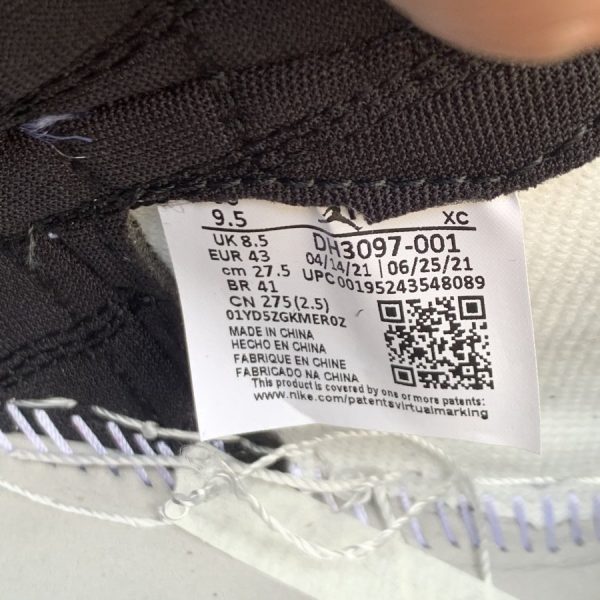 9.5 XC
UK 8.5 DH3097-001
EUR 43 04/14/21 | 06/25/21
cm 27.5 UPC 00195243548089
BR 41
CN 275(2.5)
01YD5ZGKMER0Z
MADE IN CHINA
HECHO EN CHINA
FABRIQUE EN CHINE
FABRICADO NA CHINA
This product is covered by one or more patents:
www.nike.com/patentsvirtualmarking